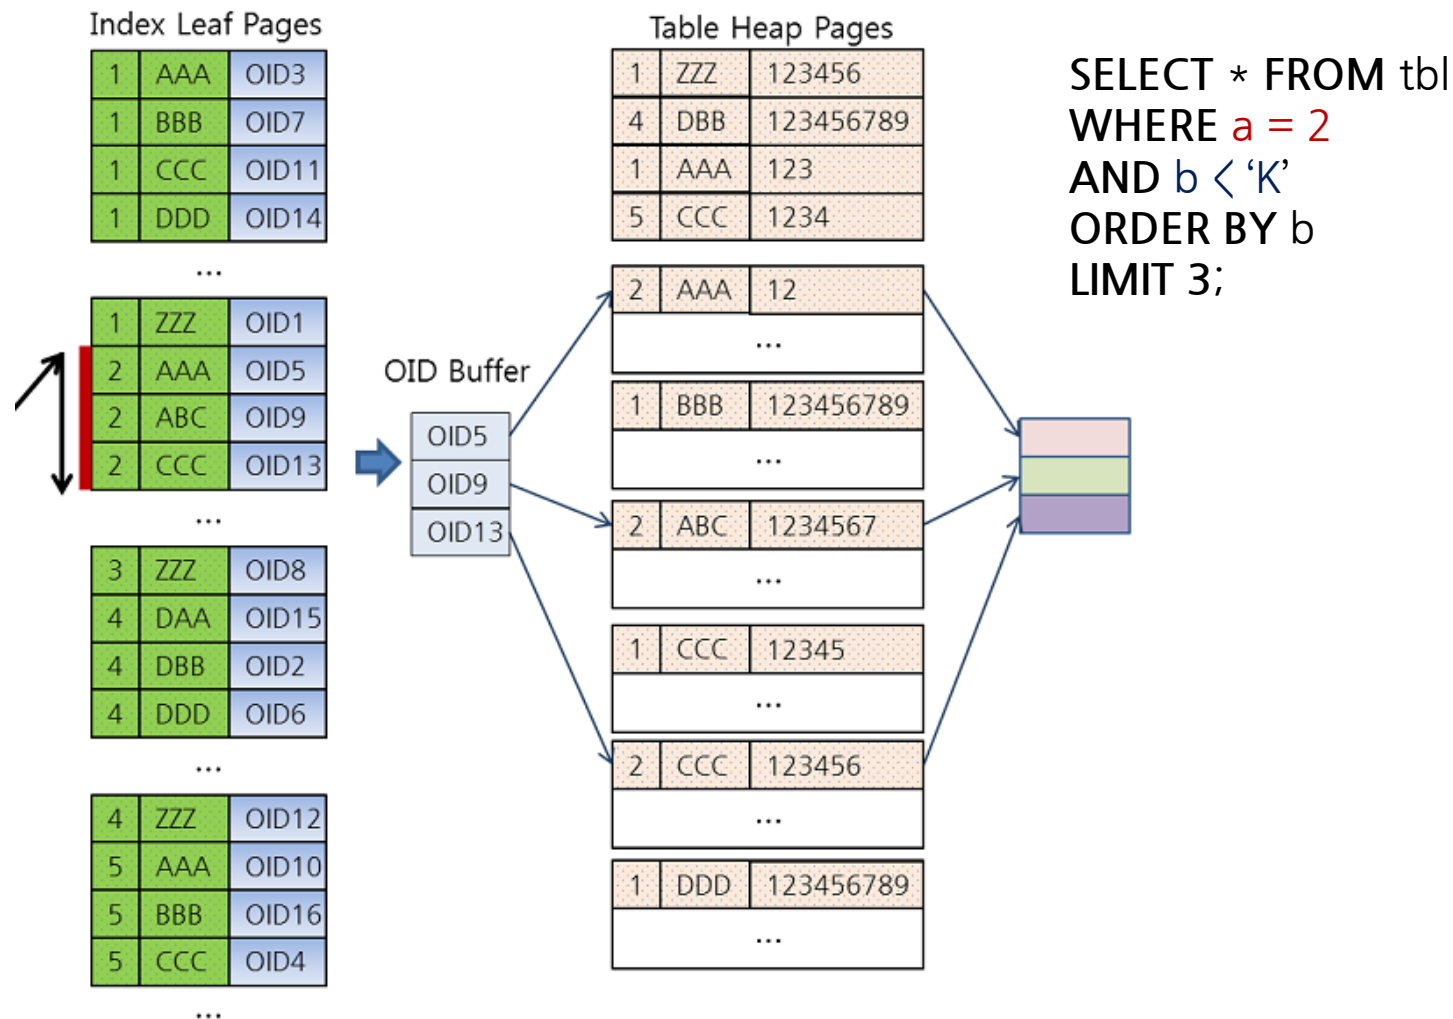 Index Leaf Pages
1 AAA OID3
1 BBB OID7
1 CCC OID11
1 DDD OID14
...
1 ZZZ OID1
2 AAA OID5
2 ABC OID9
2 CCC OID13
...
3 ZZZ OID8
4 DAA OID15
4 DBB OID2
4 DDD OID6
...
4 ZZZ OID12
5 AAA OID10
5 BBB OID16
5 CCC OID4
...
OID Buffer
OID5
OID9
OID13
Table Heap Pages
1 ZZZ 123456
4 DBB 123456789
1 AAA 123
5 CCC 1234
2 AAA 12
...
1 BBB 123456789
...
2 ABC 1234567
...
1 CCC 12345
...
2 CCC 123456
...
1 DDD 123456789
...
SELECT * FROM tbl
WHERE a = 2
AND b < ‘K’
ORDER BY b
LIMIT 3;